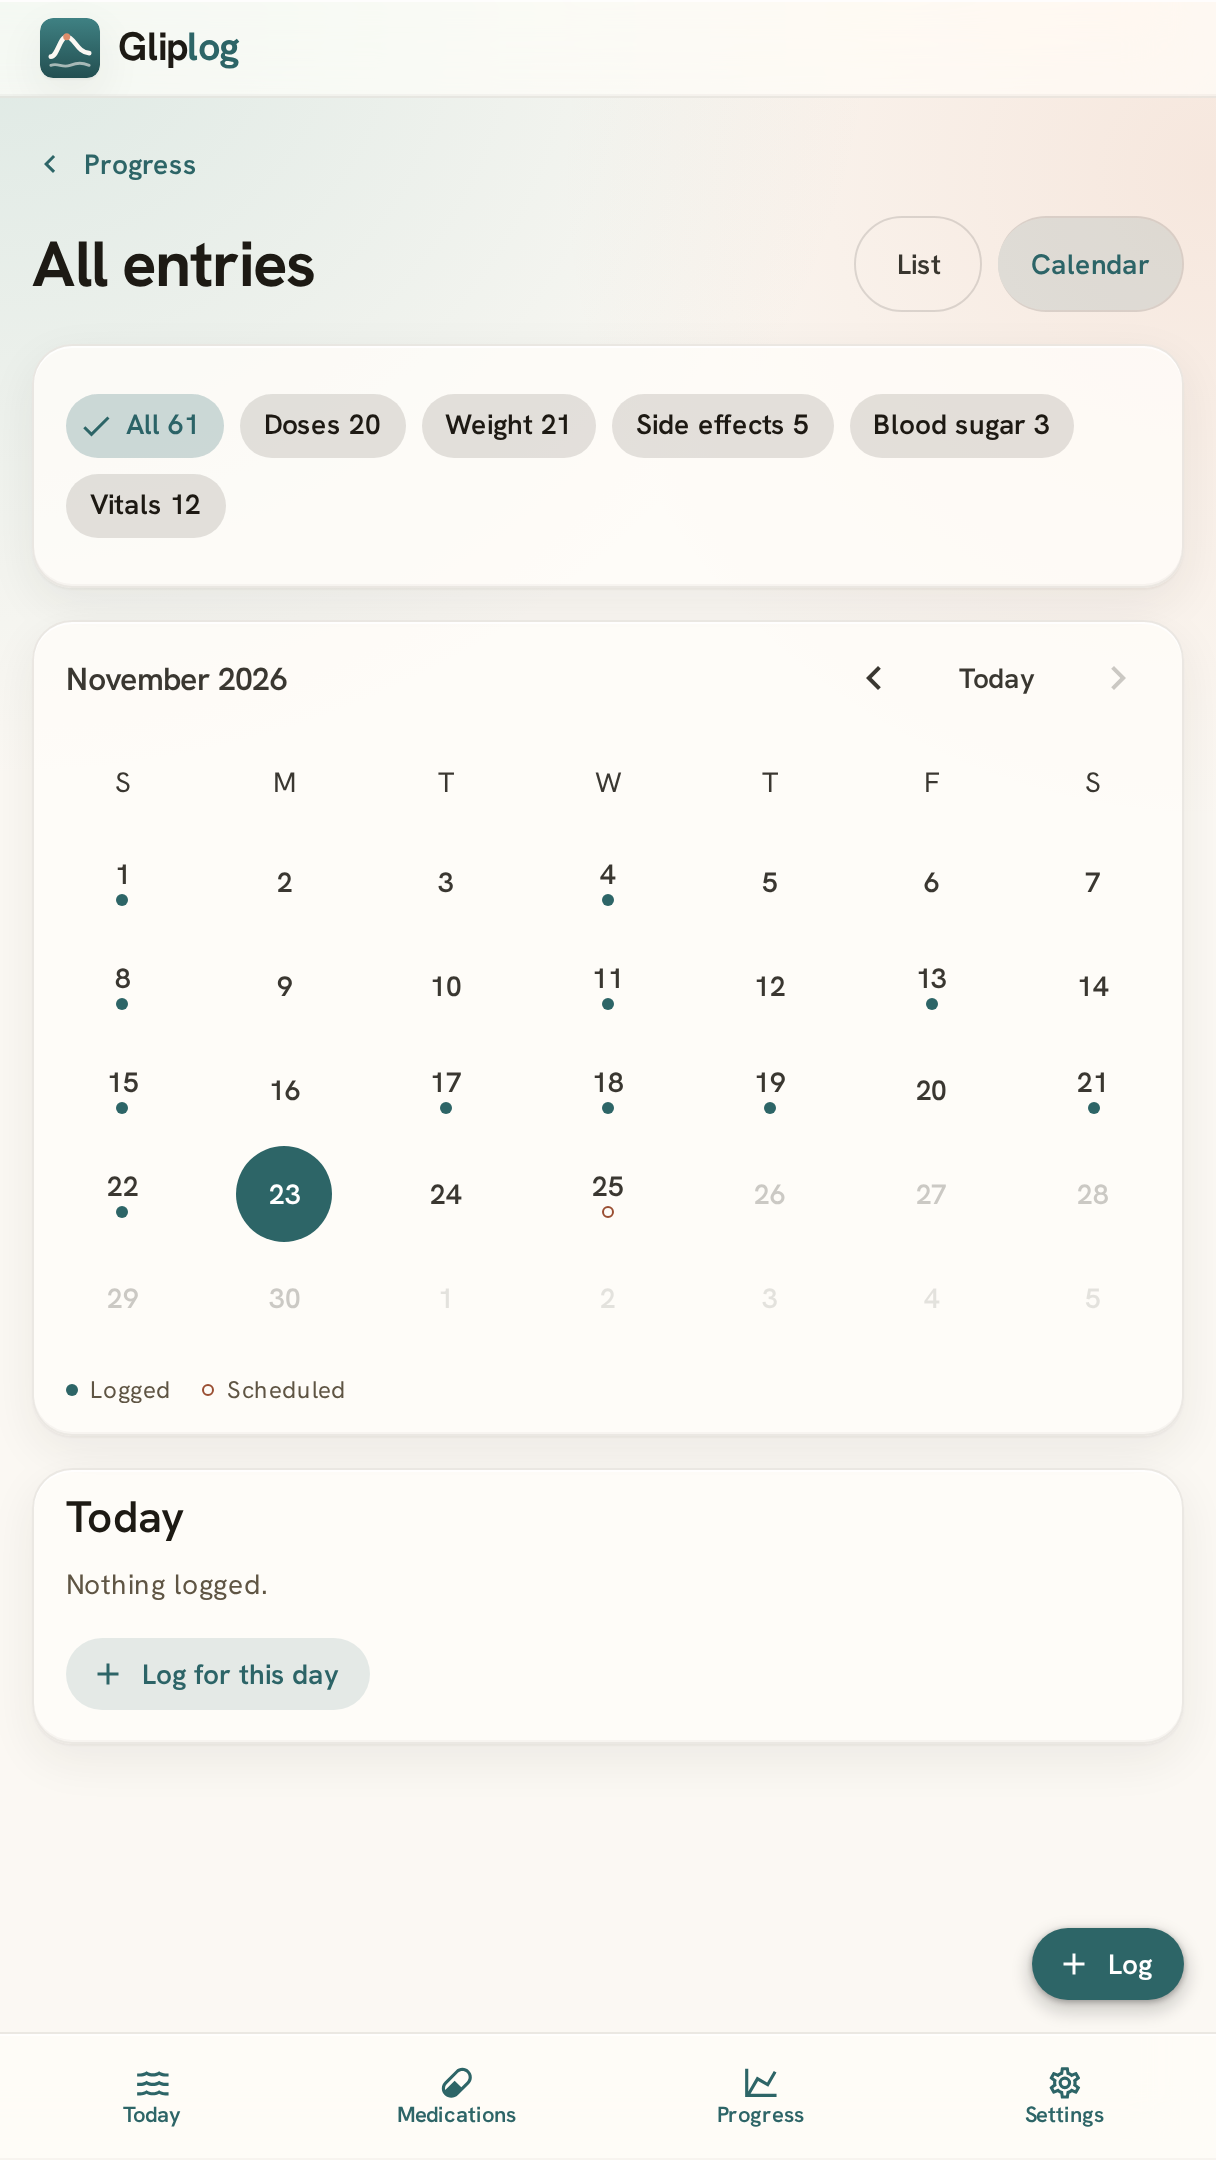 Gliplog
Progress
All entries
List
Calendar
All 61
Doses 20
Weight 21
Side effects 5
Blood sugar 3
Vitals 12
November 2026
Today
S M T W T F S
1 2 3 4 5 6 7
8 9 10 11 12 13 14
15 16 17 18 19 20 21
22 23 24 25 26 27 28
29 30 1 2 3 4 5
Logged
Scheduled
Today
Nothing logged.
Log for this day
Log
Today
Medications
Progress
Settings